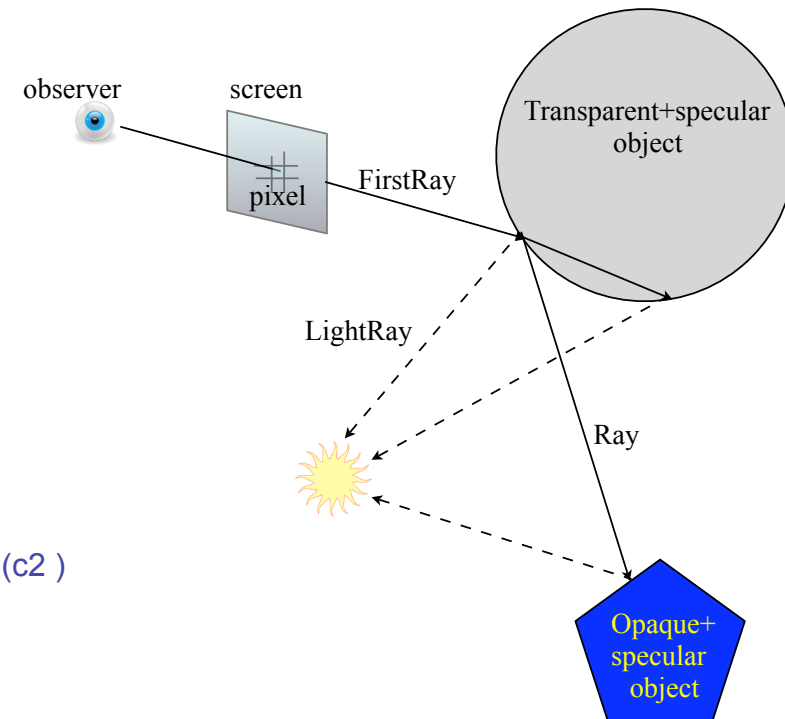 observer
screen
Transparent+specular
object
pixel
FirstRay
LightRay
Ray
(c2 )
Opaque+
specular
object